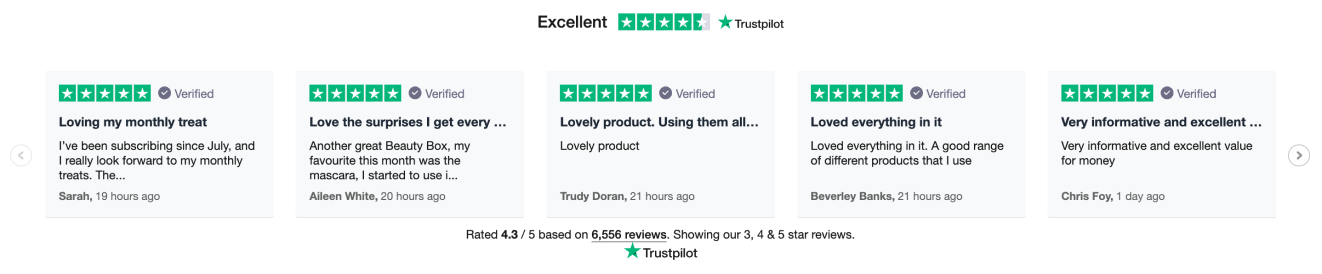 Excellent Trustpilot
Verified
Loving my monthly treat
I've been subscribing since July, and
I really look forward to my monthly
treats. The...
Sarah, 19 hours ago
Verified
Love the surprises I get every ...
Another great Beauty Box, my
favourite this month was the
mascara, I started to use i...
Aileen White, 20 hours ago
Verified
Lovely product. Using them all...
Lovely product
Trudy Doran, 21 hours ago
Verified
Loved everything in it
Loved everything in it. A good range
of different products that I use
Beverley Banks, 21 hours ago
Verified
Very informative and excellent ...
Very informative and excellent value
for money
Chris Foy, 1 day ago
Rated 4.3 / 5 based on 6,556 reviews. Showing our 3, 4 & 5 star reviews.
Trustpilot